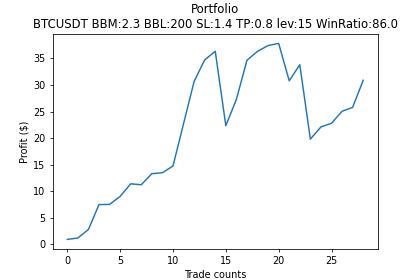 Portfolio
BTCUSDT BBM:2.3 BBL:200 SL:1.4 TP:0.8 lev:15 WinRatio:86.0
35
30
25
20
15
10
5
0
Profit ($)
0 5 10 15 20 25
Trade counts